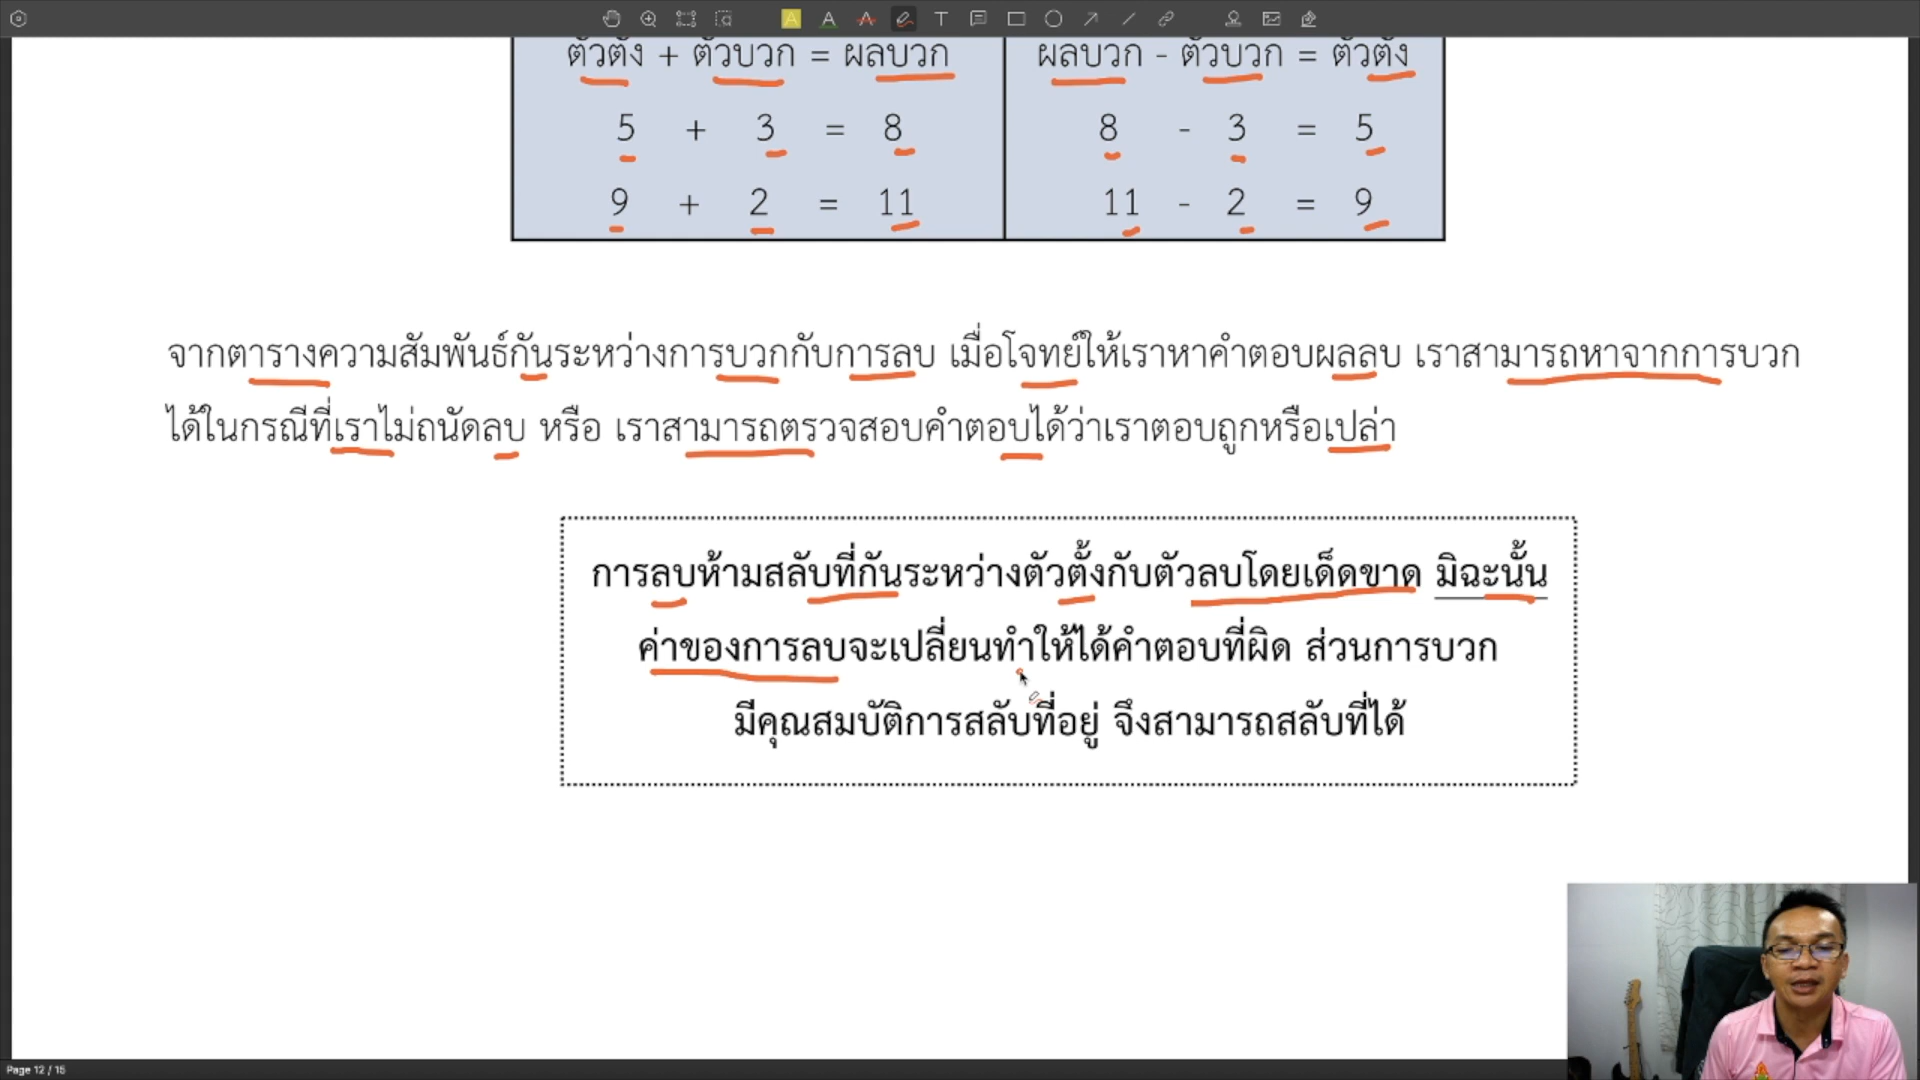 ตัวตั้ง + ตัวบวก = ผลบวก
ผลบวก - ตัวบวก = ตัวตั้ง
5 + 3 = 8
8 - 3 = 5
9 + 2 = 11
11 - 2 = 9
จากตารางความสัมพันธ์กันระหว่างการบวกกับการลบ เมื่อโจทย์ให้เราหาคำตอบผลลบ เราสามารถหาจากการบวก
ได้ในกรณีที่เราไม่ถนัดลบ หรือ เราสามารถตรวจสอบคำตอบได้ว่าเราตอบถูกหรือเปล่า
การลบห้ามสลับที่กันระหว่างตัวตั้งกับตัวลบโดยเด็ดขาด มิฉะนั้น
ค่าของการลบจะเปลี่ยนทำให้ได้คำตอบที่ผิด ส่วนการบวก
มีคุณสมบัติการสลับที่อยู่ จึงสามารถสลับที่ได้
Page 12 / 15